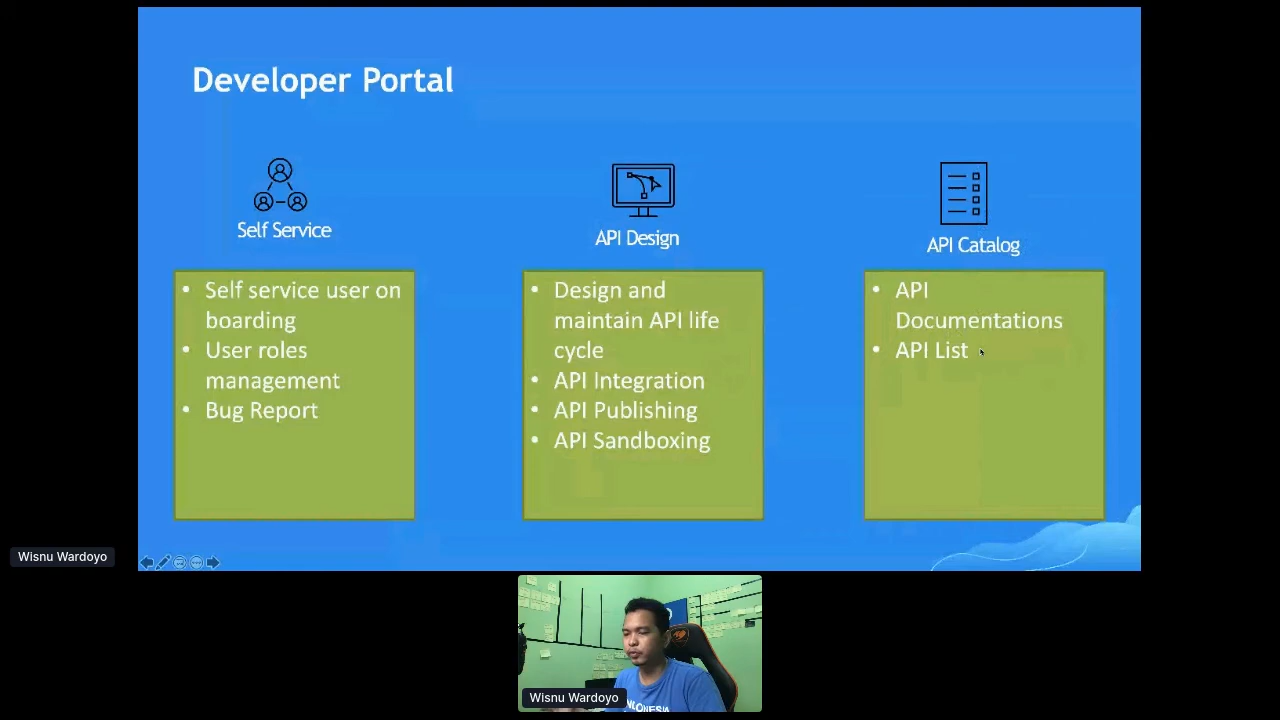 Developer Portal
Self Service
API Design
API Catalog
• Self service user on
boarding
• User roles
management
• Bug Report
• Design and
maintain API life
cycle
• API Integration
• API Publishing
• API Sandboxing
• API
Documentations
• API List
Wisnu Wardoyo
Wisnu Wardoyo